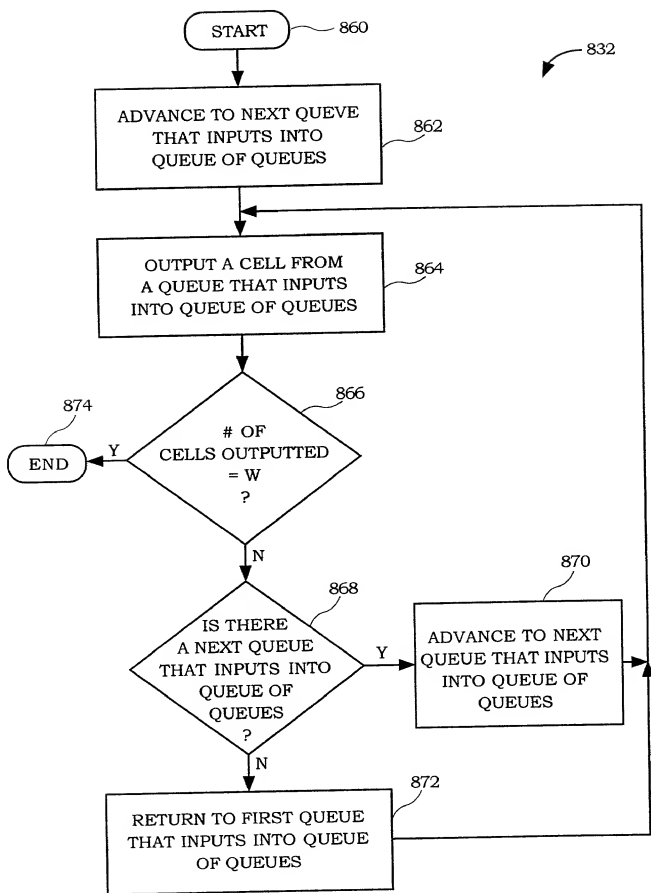 START
860
832
ADVANCE TO NEXT QUEVE
THAT INPUTS INTO
QUEUE OF QUEUES
862
OUTPUT A CELL FROM
A QUEUE THAT INPUTS
INTO QUEUE OF QUEUES
864
866
874
# OF
CELLS OUTPUTTED
= W
?
Y
END
N
868
870
IS THERE
A NEXT QUEUE
THAT INPUTS INTO
QUEUE OF
QUEUES
?
Y
ADVANCE TO NEXT
QUEUE THAT INPUTS
INTO QUEUE OF
QUEUES
N
872
RETURN TO FIRST QUEUE
THAT INPUTS INTO QUEUE
OF QUEUES